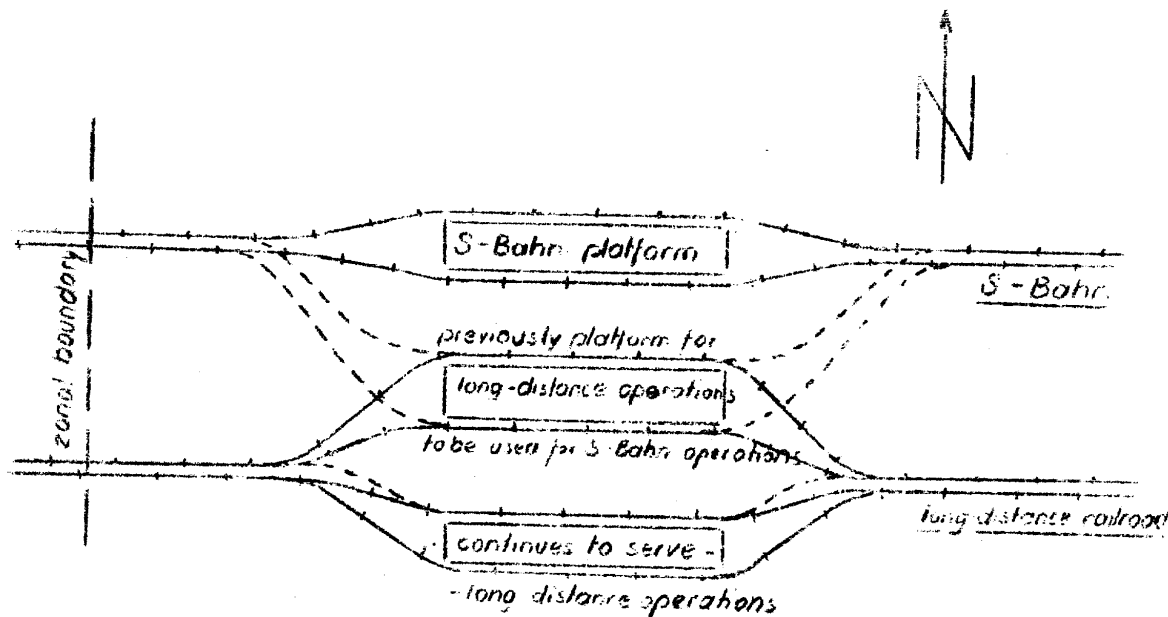 N
zonal boundary
S-Bahn platform
S-Bahn
previously platform for
long-distance operations
to be used for S-Bahn operations
long distance railroad
continues to serve -
- long distance operations